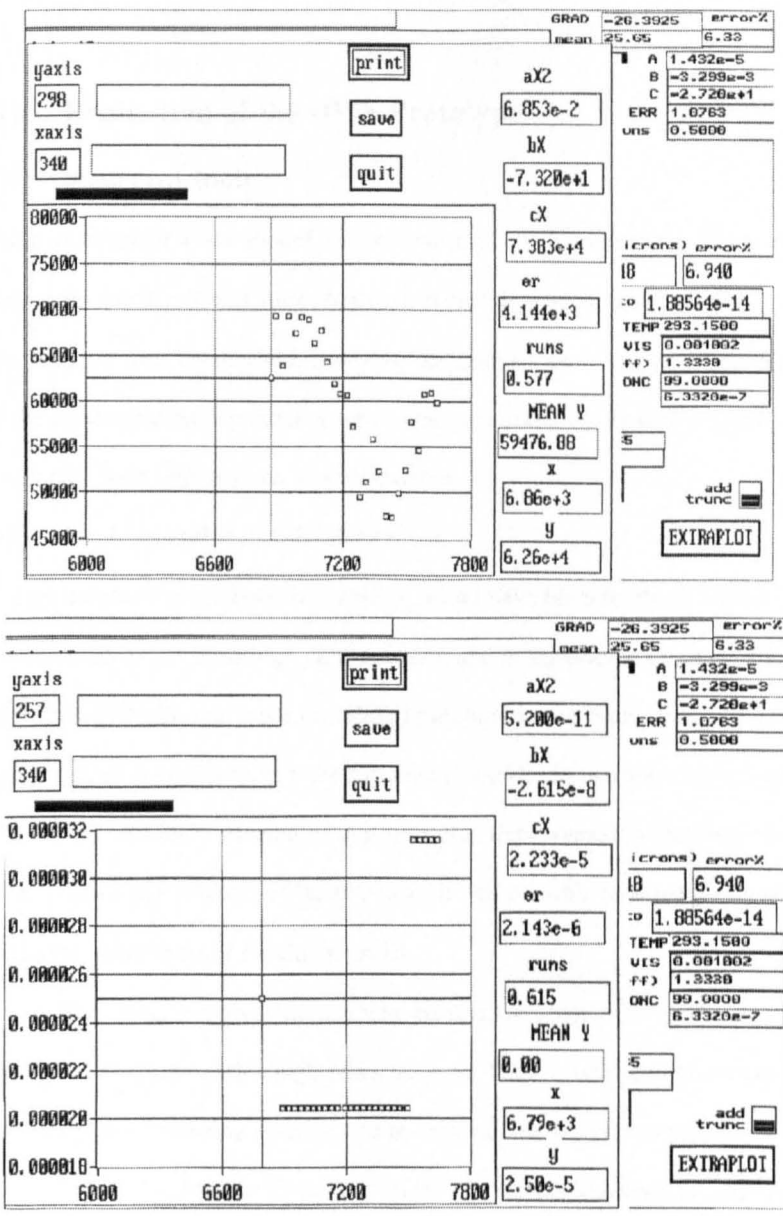 GRAD -26.3925 error%
mean 25.65 6.33
yaxis
298
xaxis
340
print
save
quit
aX2
6.853e-2
bX
-7.320e+1
cX
7.383e+4
er
4.144e+3
runs
0.577
MEAN Y
59476.88
x
6.86e+3
y
6.26e+4
A 1.432e-5
B -3.299e-3
C -2.720e+1
ERR 1.0763
uns 0.5000
icrons) error%
18 6.940
1.88564e-14
TEMP 293.1500
VIS 0.001002
ff) 1.3330
ONC 99.0000
6.3320e-7
add
trunc
EXTRAPLOT
80000
75000
70000
65000
60000
55000
50000
45000
6000 6600 7200 7800
GRAD -26.3925 error%
mean 25.65 6.33
yaxis
257
xaxis
340
print
save
quit
aX2
5.200e-11
bX
-2.615e-8
cX
2.233e-5
er
2.143e-6
runs
0.615
MEAN Y
0.00
x
6.79e+3
y
2.50e-5
A 1.432e-5
B -3.299e-3
C -2.720e+1
ERR 1.0763
uns 0.5000
icrons) error%
18 6.940
1.88564e-14
TEMP 293.1500
VIS 0.001002
ff) 1.3330
ONC 99.0000
6.3320e-7
add
trunc
EXTRAPLOT
0.000032
0.000030
0.000028
0.000026
0.000024
0.000022
0.000020
0.000018
6000 6600 7200 7800